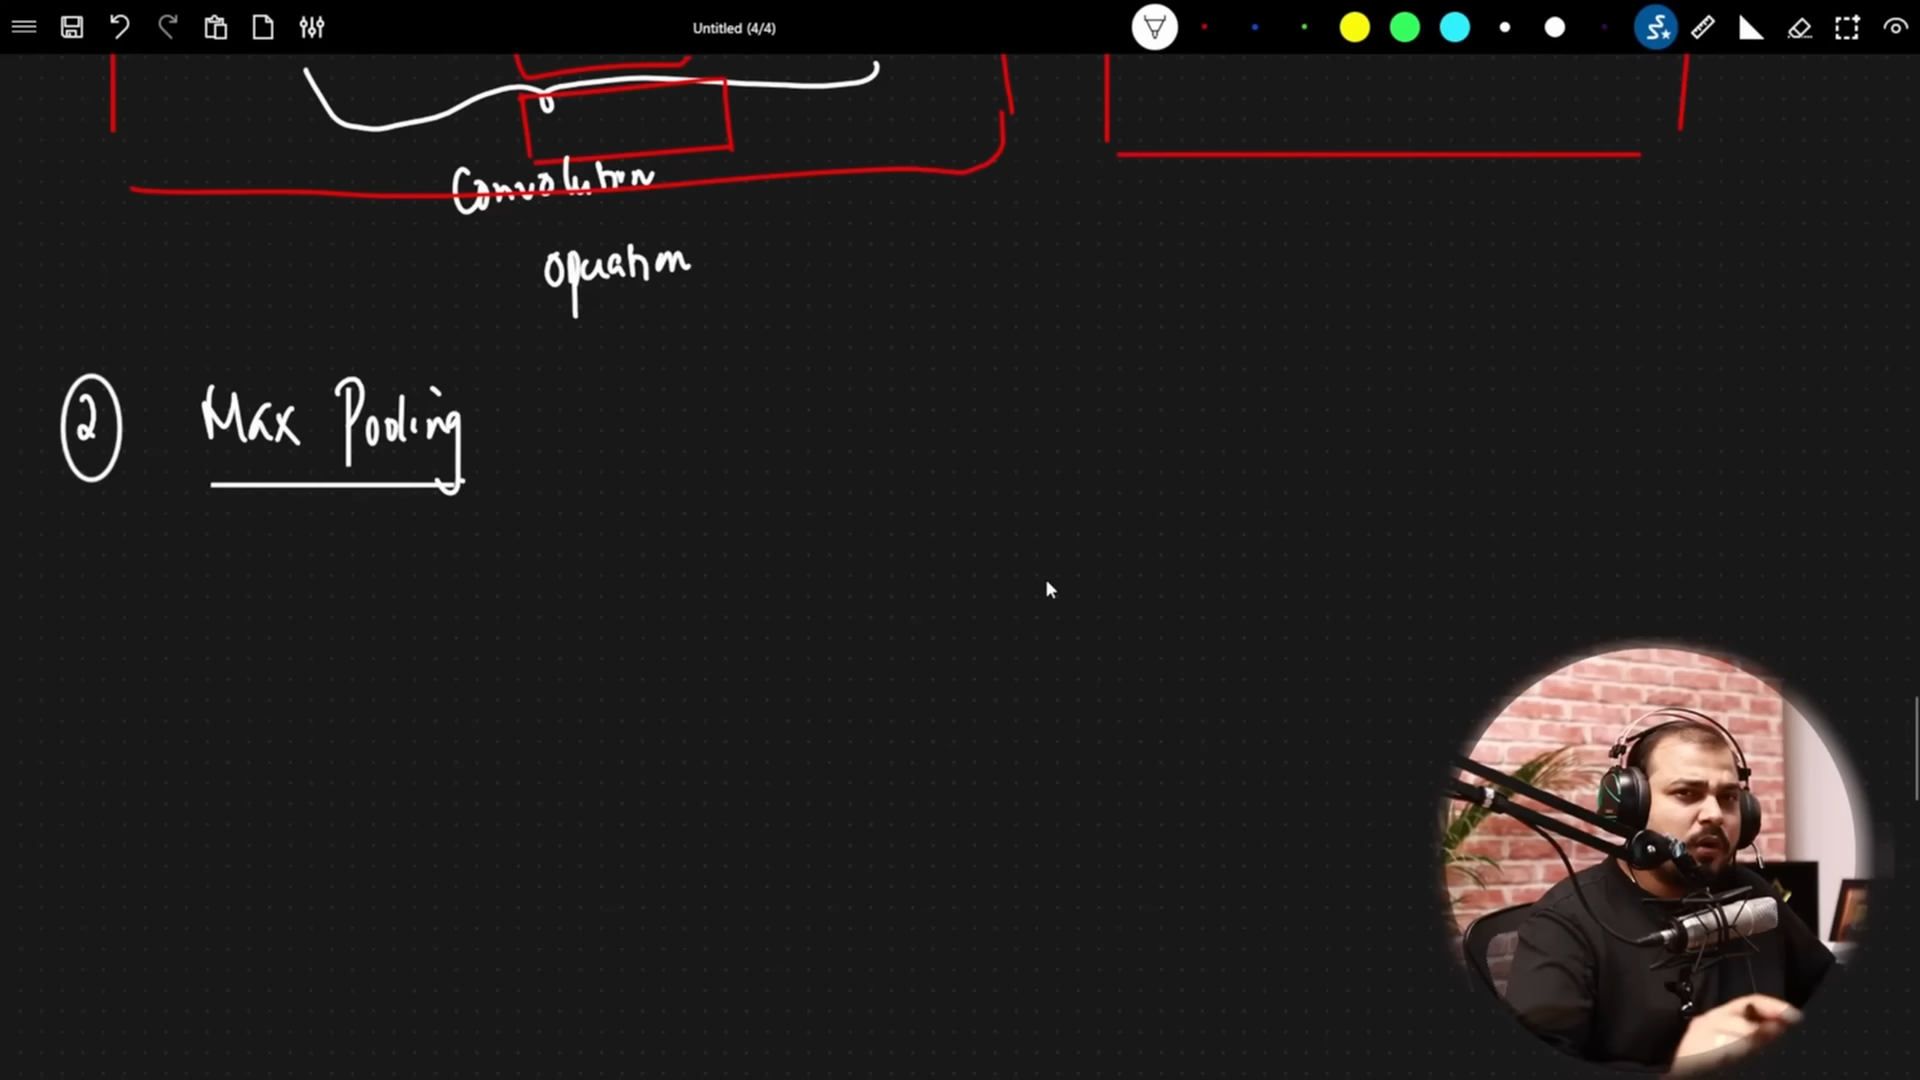 Untitled (4/4)
Convolution
operation
② Max Pooling